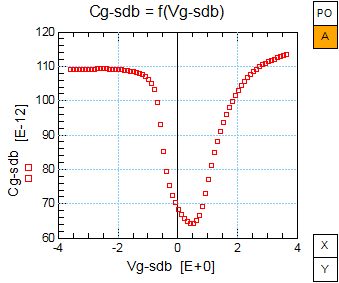 Cg-sdb = f(Vg-sdb)
PO
A
120
110
100
90
80
70
60
Cg-sdb [E-12]
-4 -2 0 2 4
Vg-sdb [E+0]
X
Y